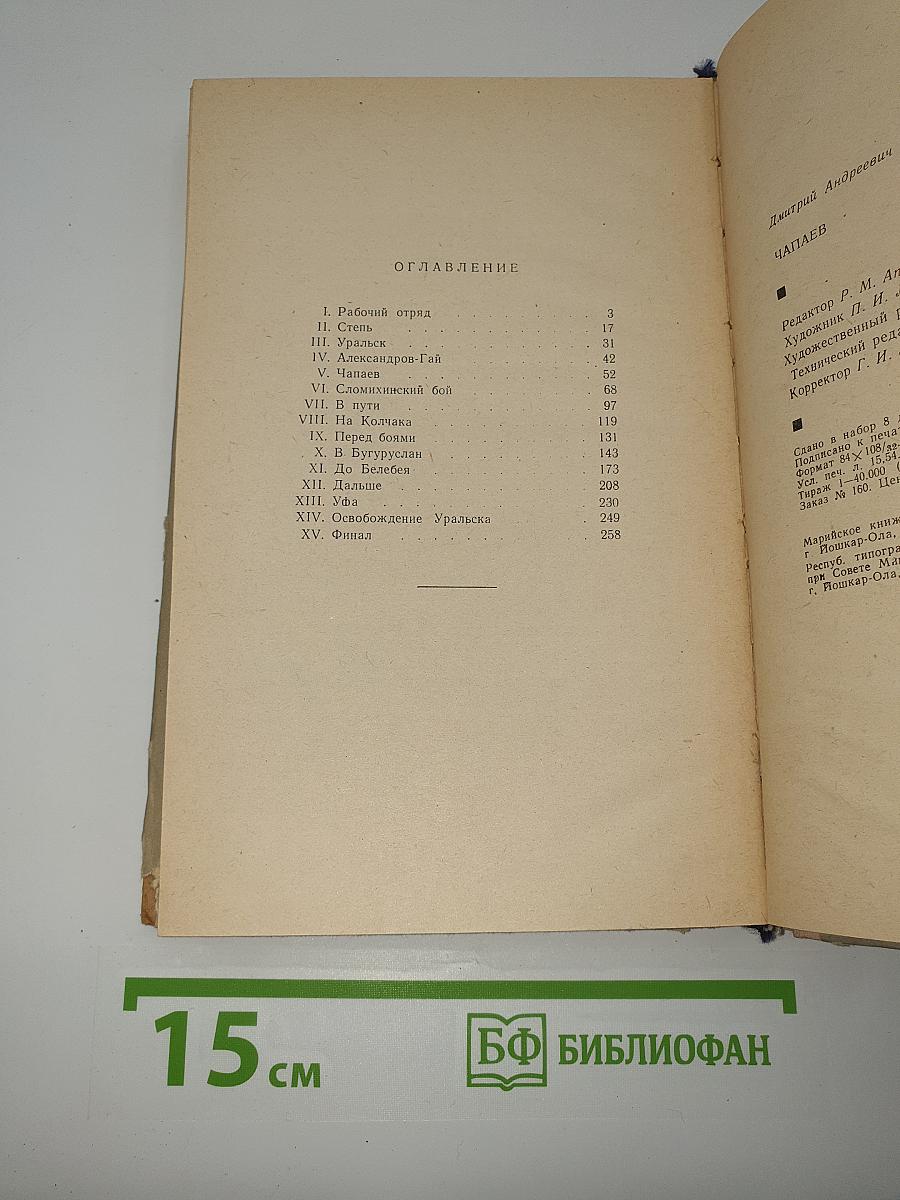 ОГЛАВЛЕНИЕ
I. Рабочий отряд . . . . . . . . . 3
II. Степь . . . . . . . . . . . 17
III. Уральск . . . . . . . . . . . 31
IV. Александров-Гай . . . . . . . . . 42
V. Чапаев . . . . . . . . . . . 52
VI. Сломихинский бой . . . . . . . . 68
VII. В пути . . . . . . . . . . . 97
VIII. На Колчака . . . . . . . . . . 119
IX. Перед боями . . . . . . . . . . 131
X. В Бугуруслан . . . . . . . . . . 143
XI. До Белебея . . . . . . . . . . 173
XII. Дальше . . . . . . . . . . . 208
XIII. Уфа . . . . . . . . . . . . 230
XIV. Освобождение Уральска . . . . . . 249
XV. Финал . . . . . . . . . . . 258
Дмитрий Андреевич
ЧАПАЕВ
Редактор Р. М.
Художник П. И.
Художественный
Технический
Корректор Г. И.
Сдано в набор 8
Подписано к
Формат 84×108/32
Усл. печ. л. 15,54.
Тираж 1—40.000
Заказ № 160.
Марийское
г. Йошкар-Ола,
Респуб.
при Совете
г. Йошкар-Ола,
15 см
БФ БИБЛИОФАН